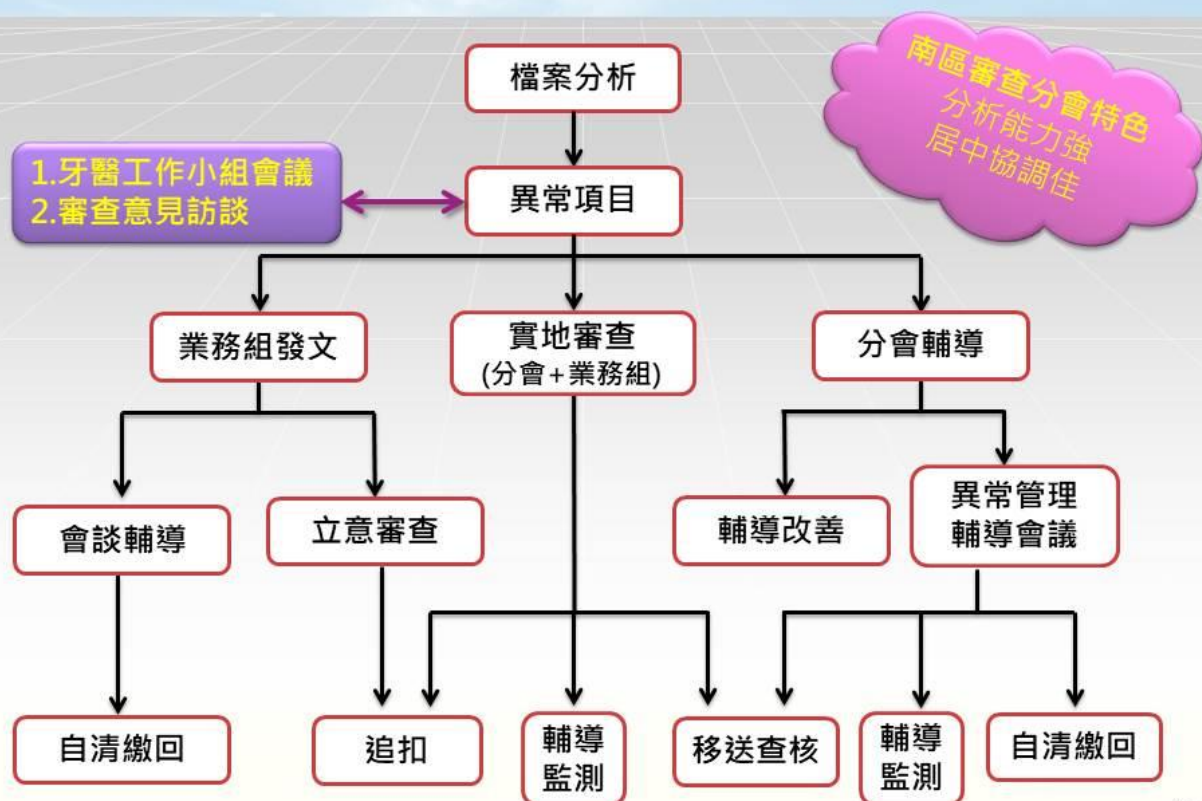 檔案分析
南區審查分會特色
分析能力強
居中協調佳
1.牙醫工作小組會議
2.審查意見訪談
異常項目
業務組發文
實地審查
(分會+業務組)
分會輔導
會談輔導
立意審查
輔導改善
異常管理
輔導會議
自清繳回
追扣
輔導
監測
移送查核
輔導
監測
自清繳回